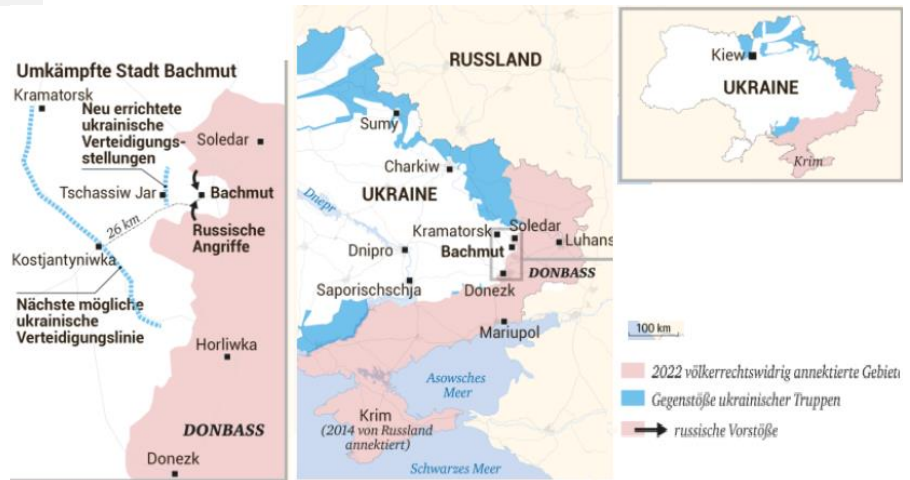 Umkämpfte Stadt Bachmut
Kramatorsk
Neu errichtete
ukrainische
Verteidigungs-
stellungen
Soledar
Tschassiw Jar
Bachmut
26 km
Russische
Angriffe
Kostjantyniwka
Nächste mögliche
ukrainische
Verteidigungslinie
Horliwka
DONBASS
Donezk
RUSSLAND
Sumy
Charkiw
UKRAINE
Dnepr
Kramatorsk
Soledar
Bachmut
Luhans
Dnipro
DONBASS
Saporischschja
Donezk
Mariupol
Asowsches
Meer
Krim
(2014 von Russland
annektiert)
Schwarzes Meer
Kiew
UKRAINE
Krim
100 km
2022 völkerrechtswidrig annektierte Gebiet
Gegenstöße ukrainischer Truppen
russische Vorstöße